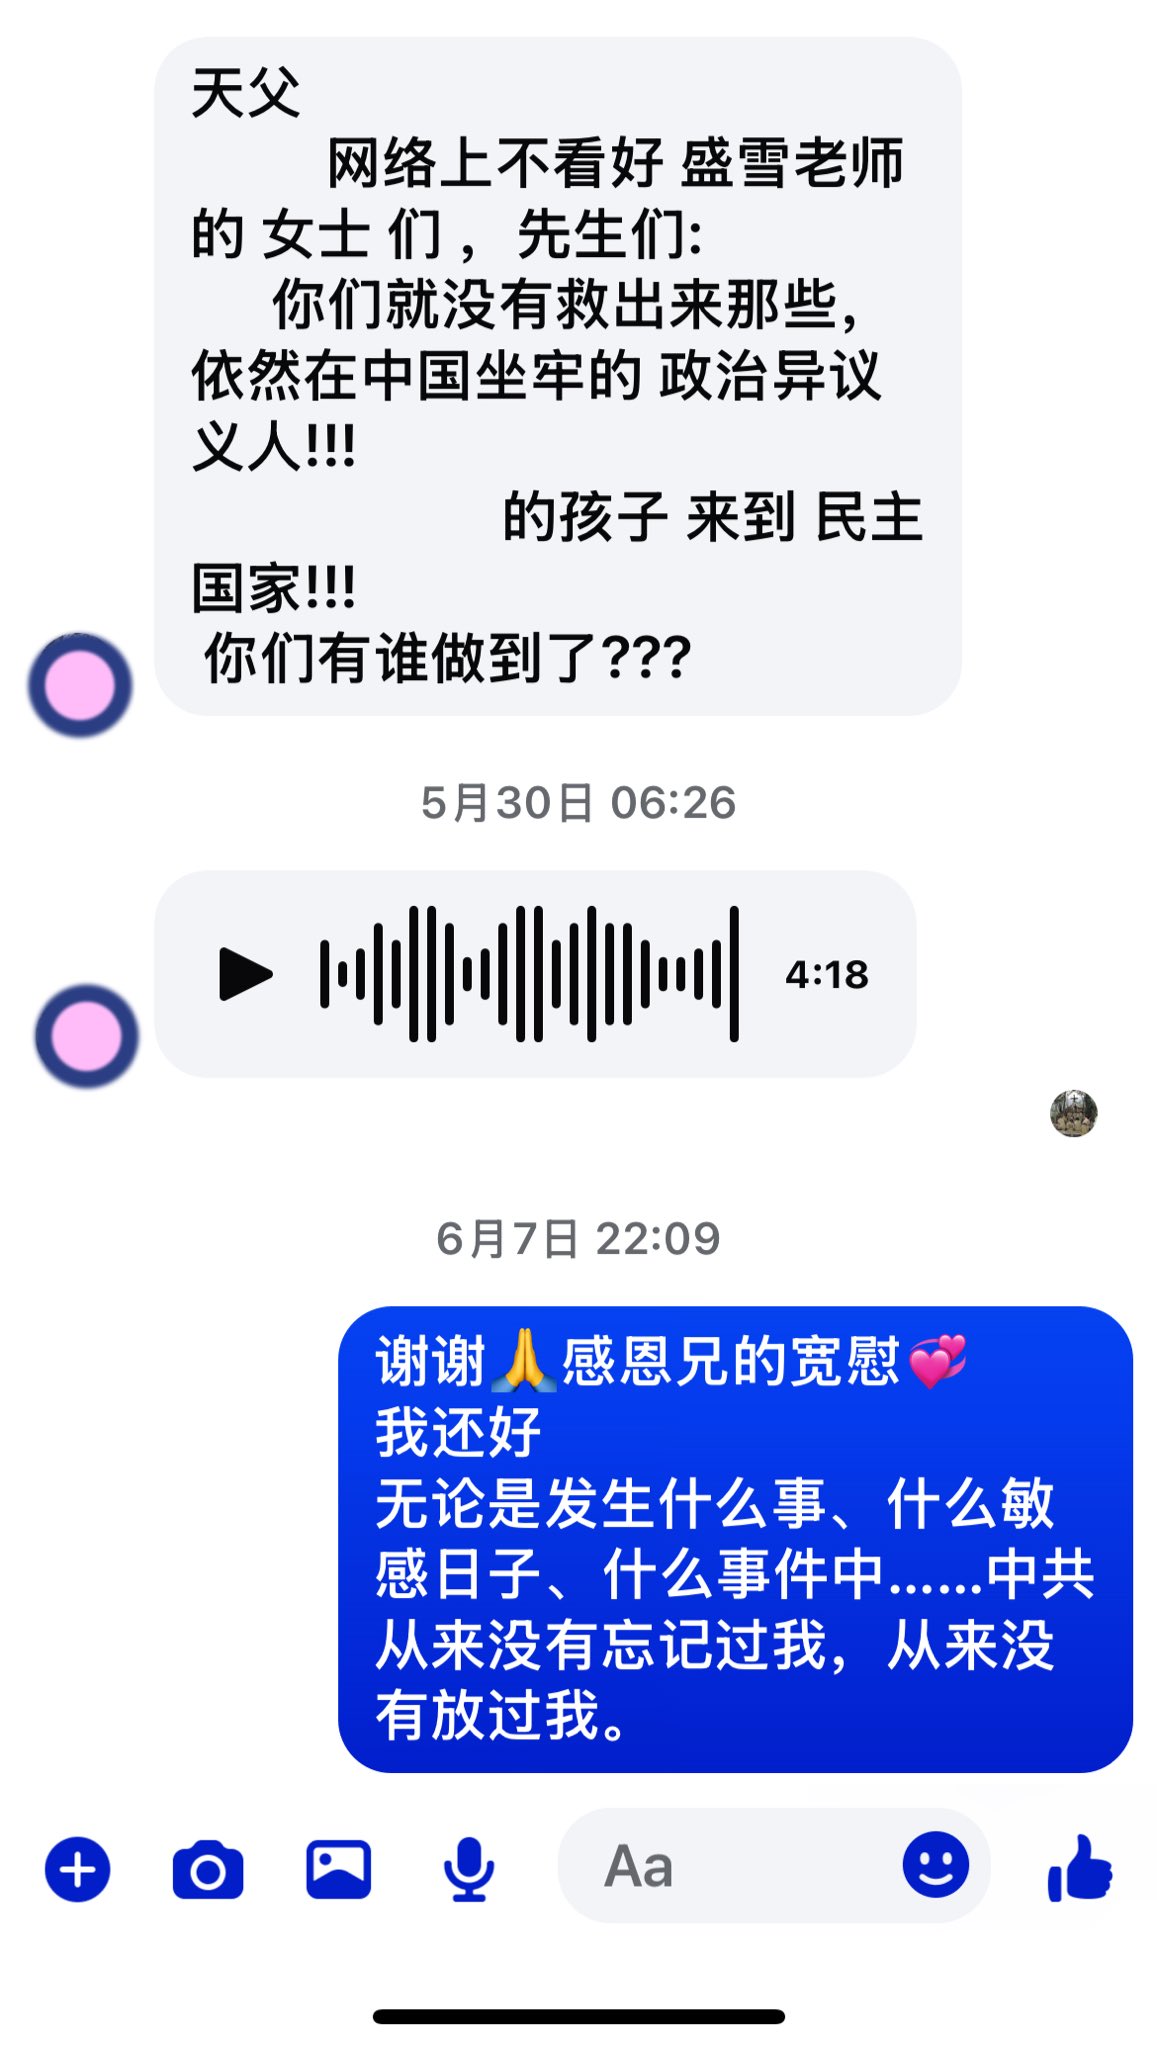 天父
网络上不看好 盛雪老师
的 女士 们 ，先生们:
你们就没有救出来那些，
依然在中国坐牢的 政治异议
义人!!!
的孩子 来到 民主
国家!!!
你们有谁做到了???
5月30日 06:26
4:18
6月7日 22:09
谢谢🙏感恩兄的宽慰💞
我还好
无论是发生什么事、什么敏
感日子、什么事件中……中共
从来没有忘记过我，从来没
有放过我。
Aa